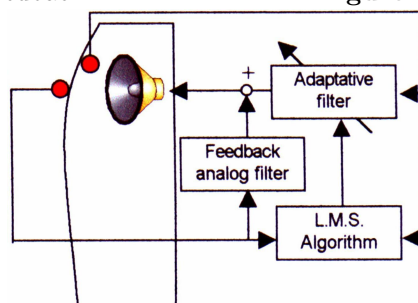 +
Adaptative
filter
Feedback
analog filter
L.M.S.
Algorithm